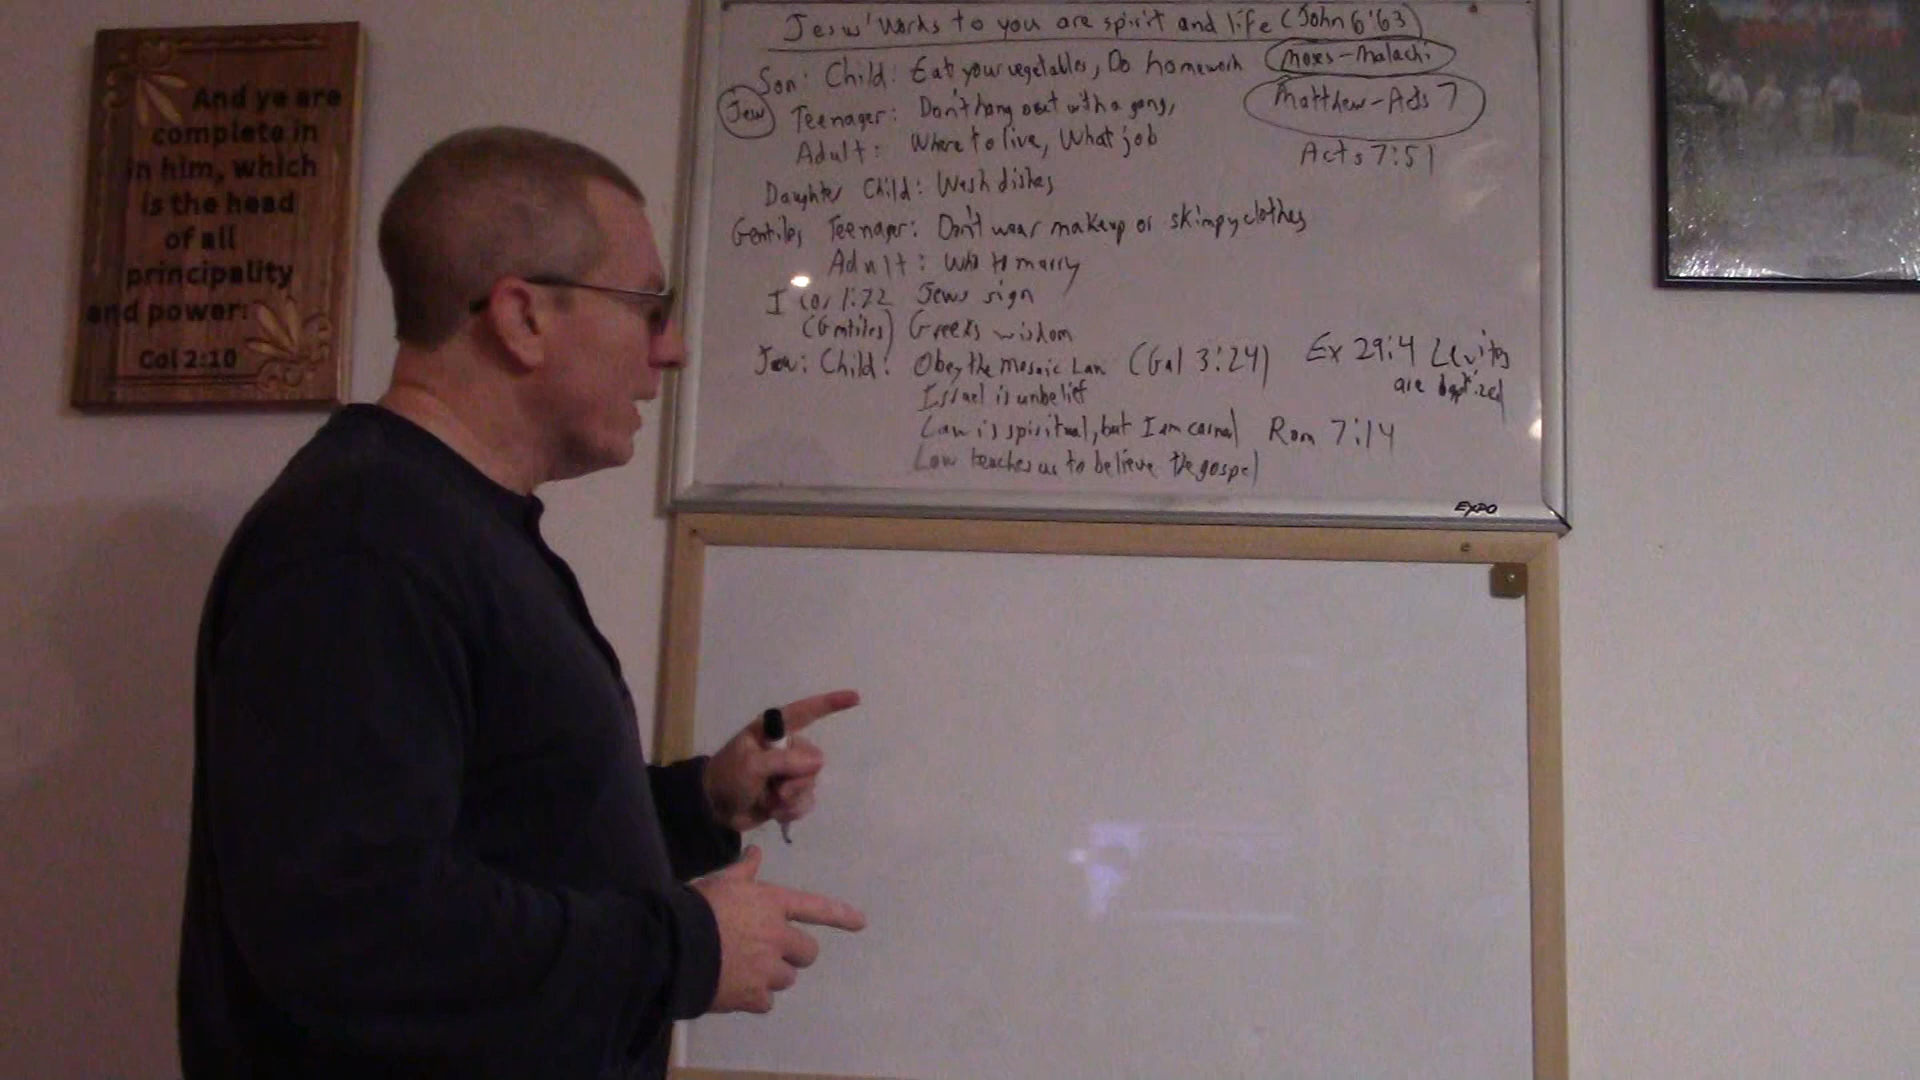 And ye are
complete in
in him, which
is the head
of all
principality
and power:
Col 2:10
Jesus' Words to you are spirit and life (John 6:63)
Son: Child: Eat your vegetables, Do homework Moses-Malachi
Jew Teenager: Don't hang out with a gang, Matthew-Acts 7
Adult: Where to live, What job Acts 7:51
Daughter Child: Wash dishes
Gentiles Teenager: Don't wear makeup or skimpy clothes
Adult: Who to marry
I Cor 1:22 Jews sign
(Gentiles) Greeks wisdom
Jew: Child: Obey the Mosaic Law (Gal 3:24) Ex 29:4 Levites
are baptized
Israel is unbelief
Law is spiritual, but I am carnal Rom 7:14
Law teaches us to believe the gospel
EXPO